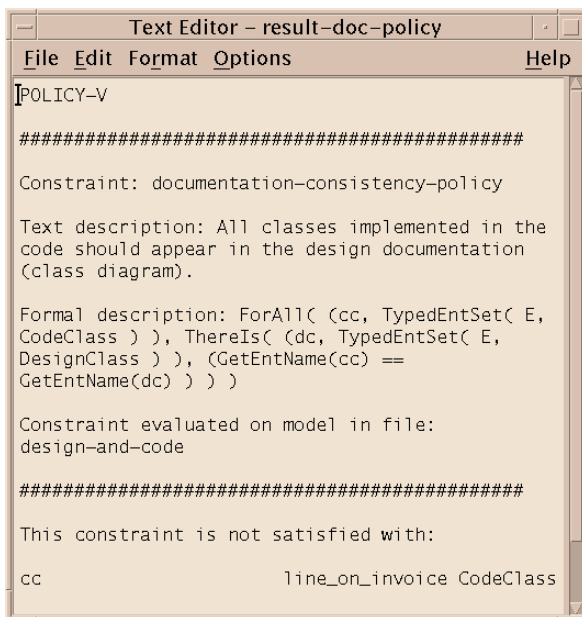 Text Editor – result-doc-policy
File Edit Format Options Help
POLICY-V
##############################################
Constraint: documentation-consistency-policy
Text description: All classes implemented in the
code should appear in the design documentation
(class diagram).
Formal description: ForAll( (cc, TypedEntSet( E,
CodeClass ) ), ThereIs( (dc, TypedEntSet( E,
DesignClass ) ), (GetEntName(cc) ==
GetEntName(dc) ) ) )
Constraint evaluated on model in file:
design-and-code
##############################################
This constraint is not satisfied with:
cc line_on_invoice CodeClass